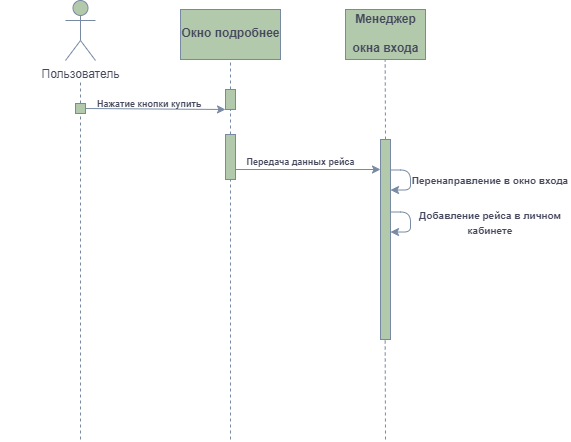 Пользователь
Окно подробнее
Менеджер
окна входа
Нажатие кнопки купить
Передача данных рейса
Перенаправление в окно входа
Добавление рейса в личном
кабинете